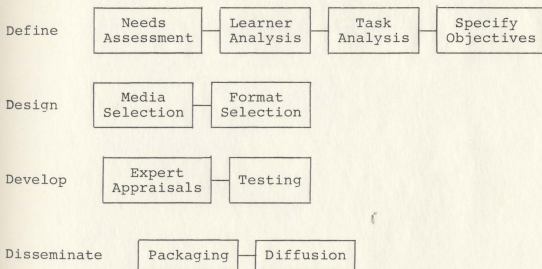 Define
Needs
Assessment
Learner
Analysis
Task
Analysis
Specify
Objectives
Design
Media
Selection
Format
Selection
Develop
Expert
Appraisals
Testing
Disseminate
Packaging
Diffusion